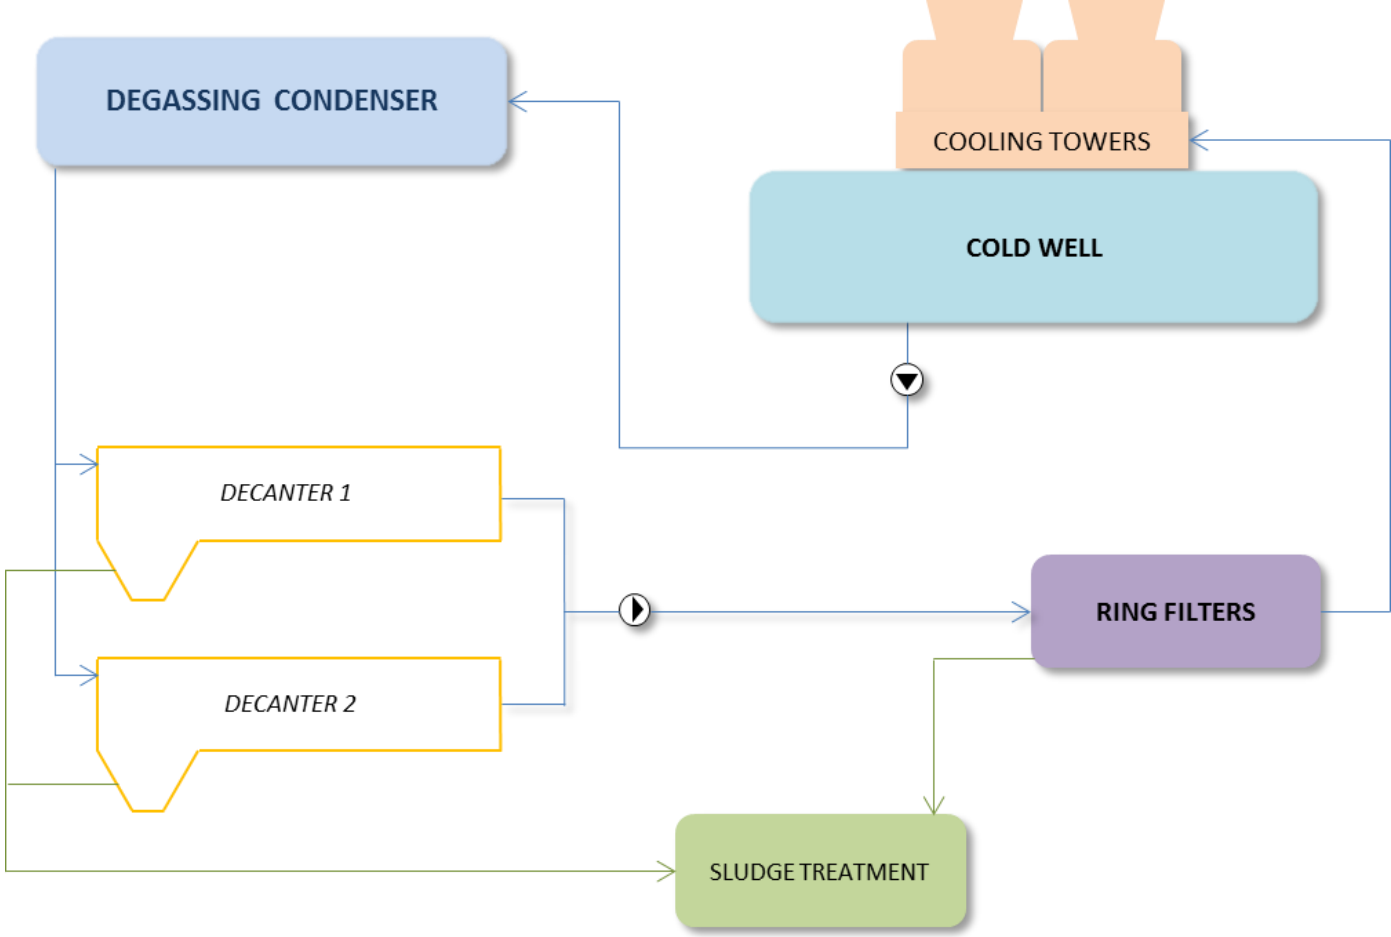 DEGASSING CONDENSER
COOLING TOWERS
COLD WELL
DECANTER 1
RING FILTERS
DECANTER 2
SLUDGE TREATMENT